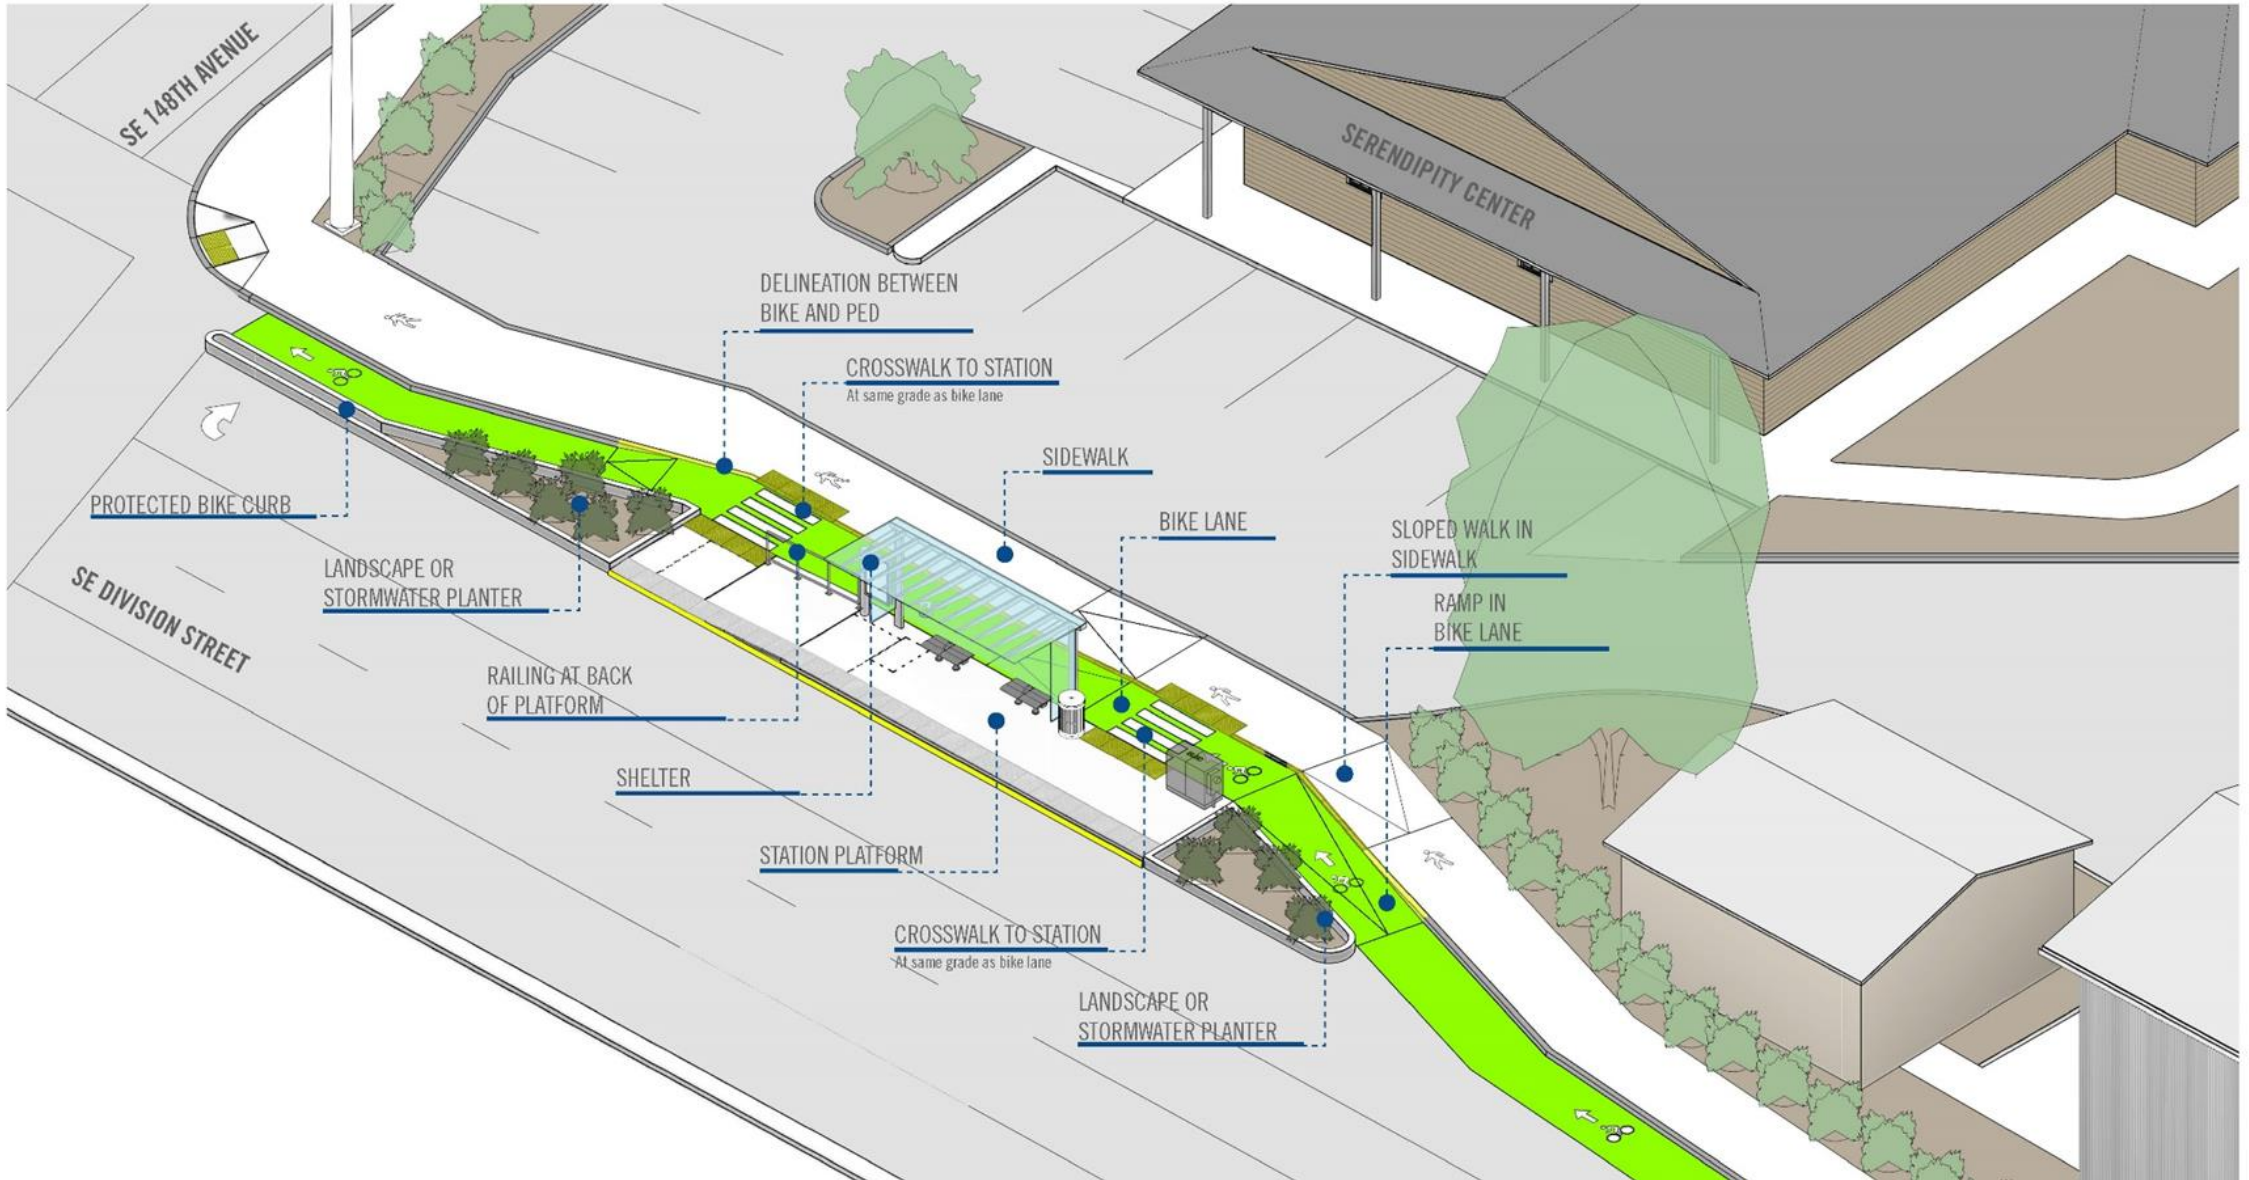 SE 148TH AVENUE
SERENDIPITY CENTER
DELINEATION BETWEEN
BIKE AND PED
CROSSWALK TO STATION
At same grade as bike lane
SIDEWALK
BIKE LANE
SLOPED WALK IN
SIDEWALK
RAMP IN
BIKE LANE
PROTECTED BIKE CURB
LANDSCAPE OR
STORMWATER PLANTER
SE DIVISION STREET
RAILING AT BACK
OF PLATFORM
SHELTER
STATION PLATFORM
CROSSWALK TO STATION
At same grade as bike lane
LANDSCAPE OR
STORMWATER PLANTER